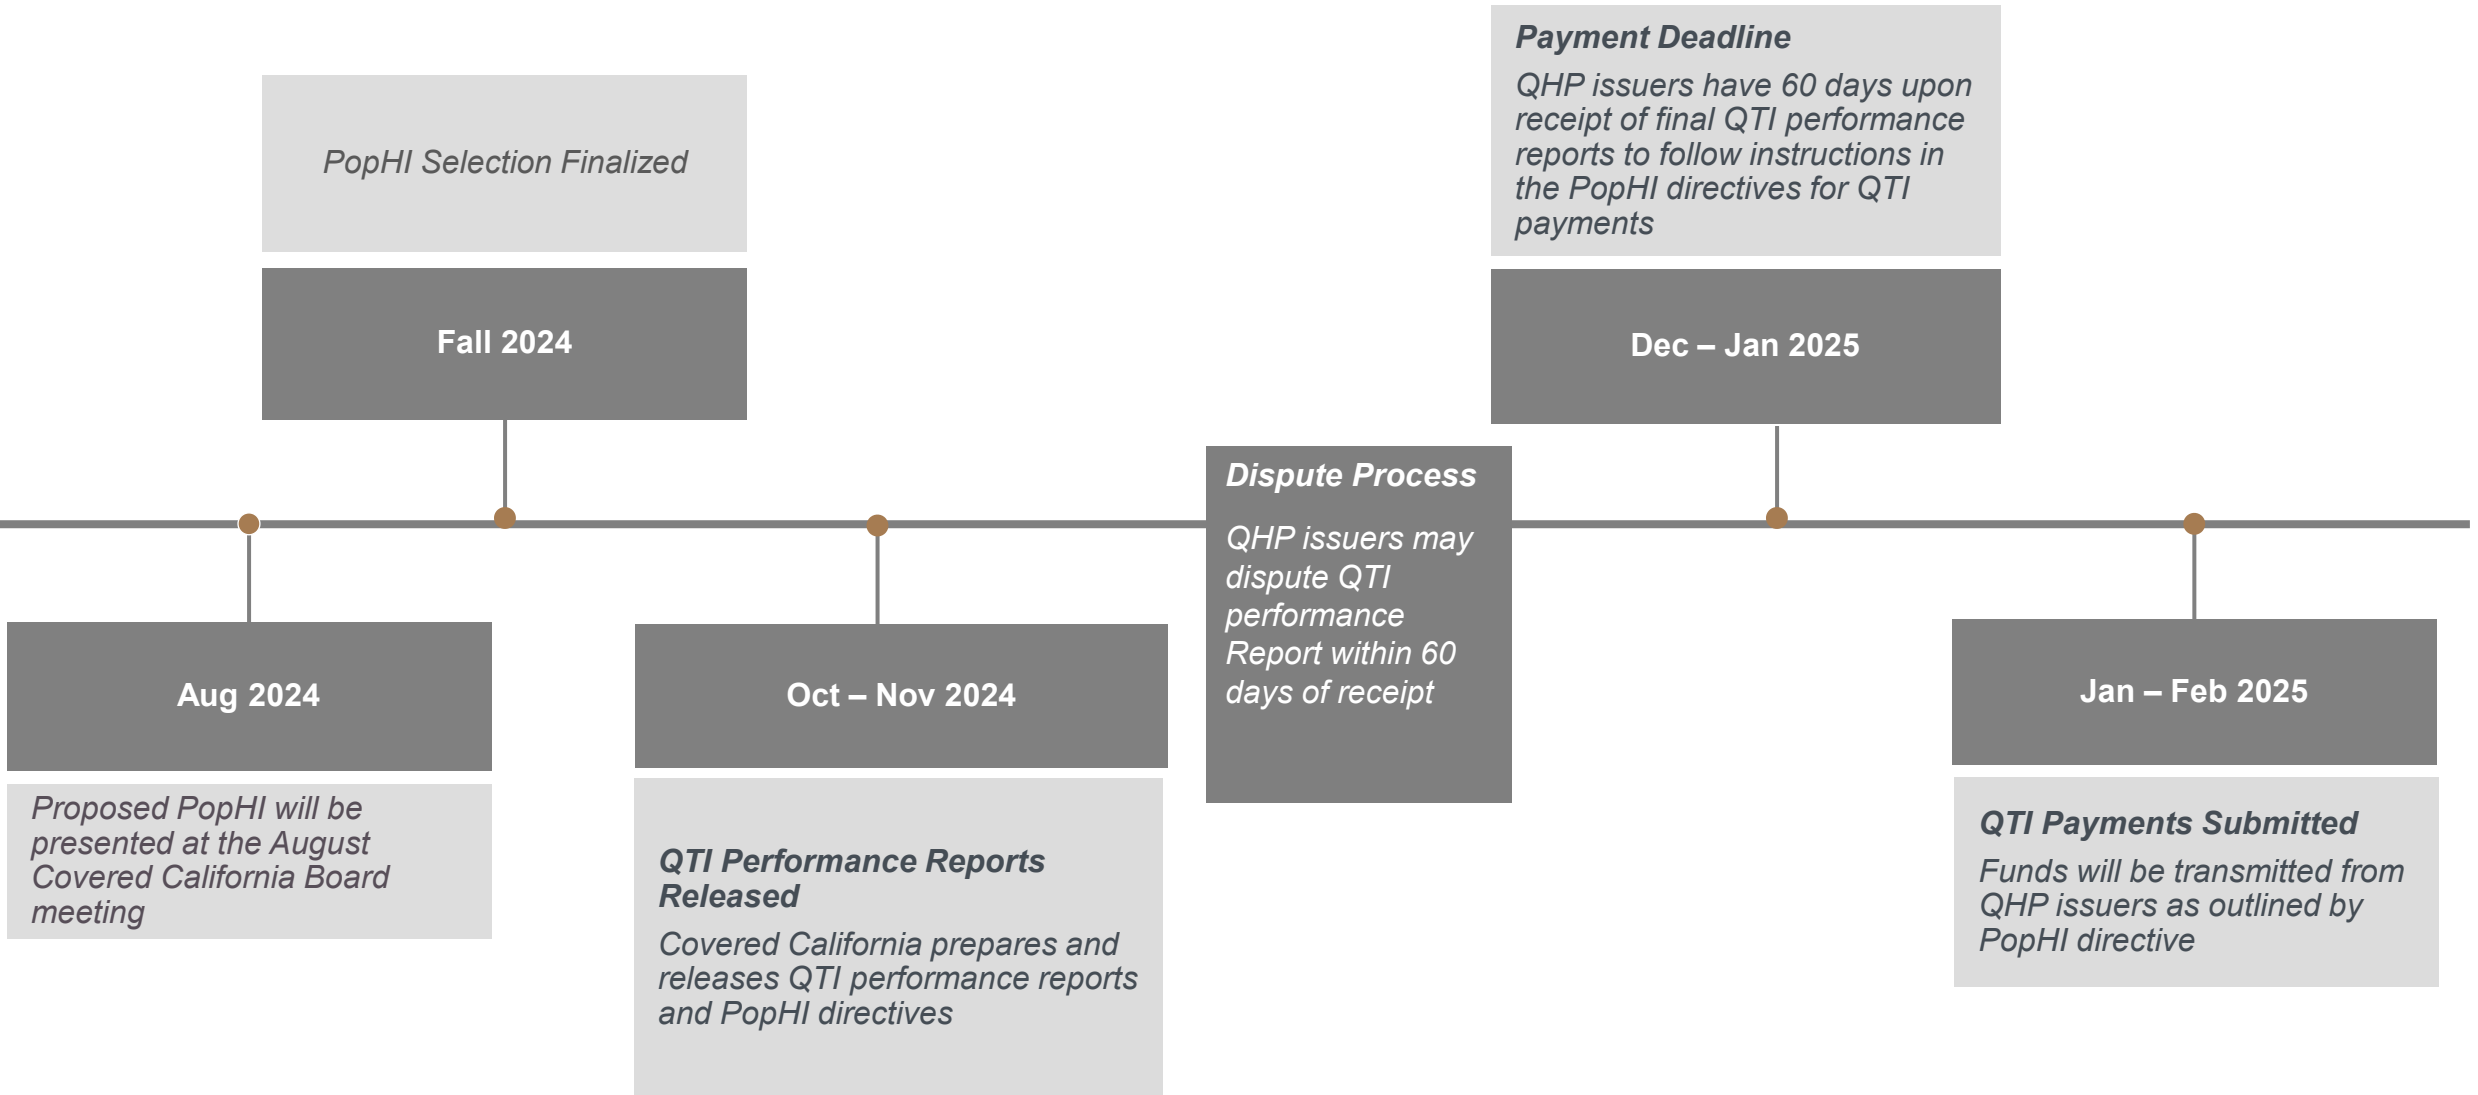 PopHI Selection Finalized
Fall 2024
Aug 2024
Proposed PopHI will be
presented at the August
Covered California Board
meeting
Oct – Nov 2024
QTI Performance Reports
Released
Covered California prepares and
releases QTI performance reports
and PopHI directives
Dispute Process
QHP issuers may
dispute QTI
performance
Report within 60
days of receipt
Payment Deadline
QHP issuers have 60 days upon
receipt of final QTI performance
reports to follow instructions in
the PopHI directives for QTI
payments
Dec – Jan 2025
Jan – Feb 2025
QTI Payments Submitted
Funds will be transmitted from
QHP issuers as outlined by
PopHI directive